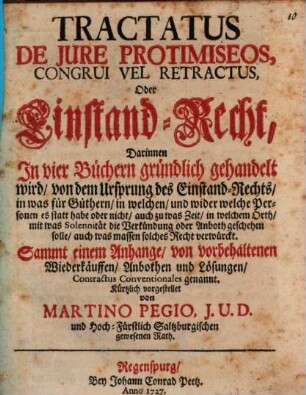 10
TRACTATUS
DE JURE PROTIMISEOS,
CONGRUI VEL RETRACTUS,
Oder
Einstand-Recht,
Darinnen
In vier Büchern gründlich gehandelt
wird/ von dem Ursprung des Einstand-Rechts/
in was für Güthern/ in welchen/ und wider welche Per-
sonen es statt habe oder nicht/ auch zu was Zeit/ in welchem Orth/
mit was Solennität die Verkündung oder Anboth geschehen
solle/ auch was massen solches Recht verwürckt.
Sammt einem Anhange/ von vorbehaltenen
Wiederkäuffen/ Anbothen und Lösungen/
Contractus Conventionales genannt.
Kürtzlich vorgestellet
von
MARTINO PEGIO, J. U. D.
und Hoch-Fürstlich Saltzburgischen
gewesenen Rath.
Regenspurg/
Bey Johann Conrad Peetz.
Anno 1727.